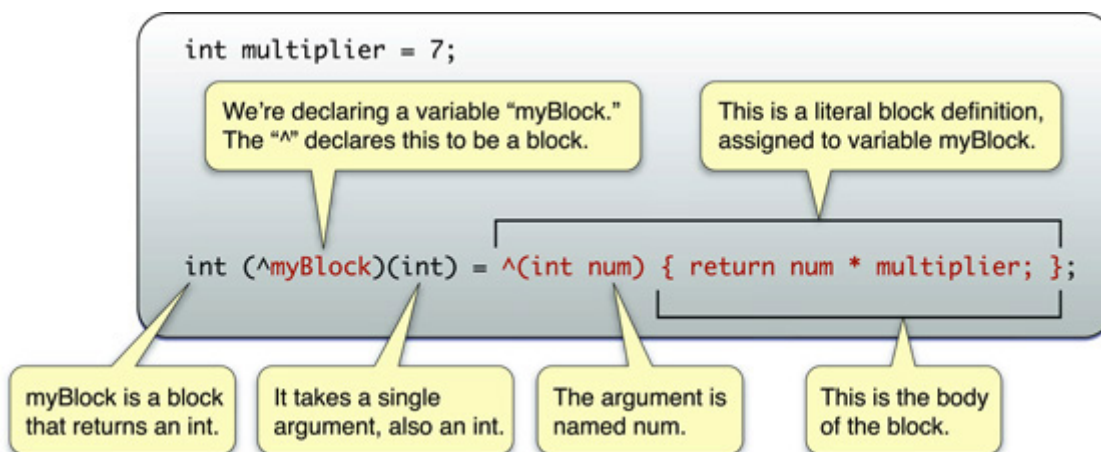 int multiplier = 7;
We’re declaring a variable “myBlock.”
The “^” declares this to be a block.
This is a literal block definition,
assigned to variable myBlock.
int (^myBlock)(int) = ^(int num) { return num * multiplier; };
myBlock is a block
that returns an int.
It takes a single
argument, also an int.
The argument is
named num.
This is the body
of the block.